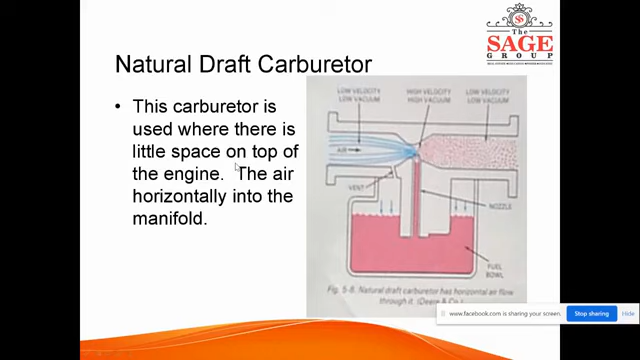 The
SAGE
GROUP
Natural Draft Carburetor
• This carburetor is
used where there is
little space on top of
the engine. The air
horizontally into the
manifold.
LOW VELOCITY
LOW VACUUM
HIGH VELOCITY
HIGH VACUUM
LOW VELOCITY
LOW VACUUM
AIR
VENT
NOZZLE
FUEL
BOWL
Fig. 5-8. Natural draft carburetor has horizontal air flow
through it. (Deere & Co.)
www.facebook.com is sharing your screen.
Stop sharing
Hide